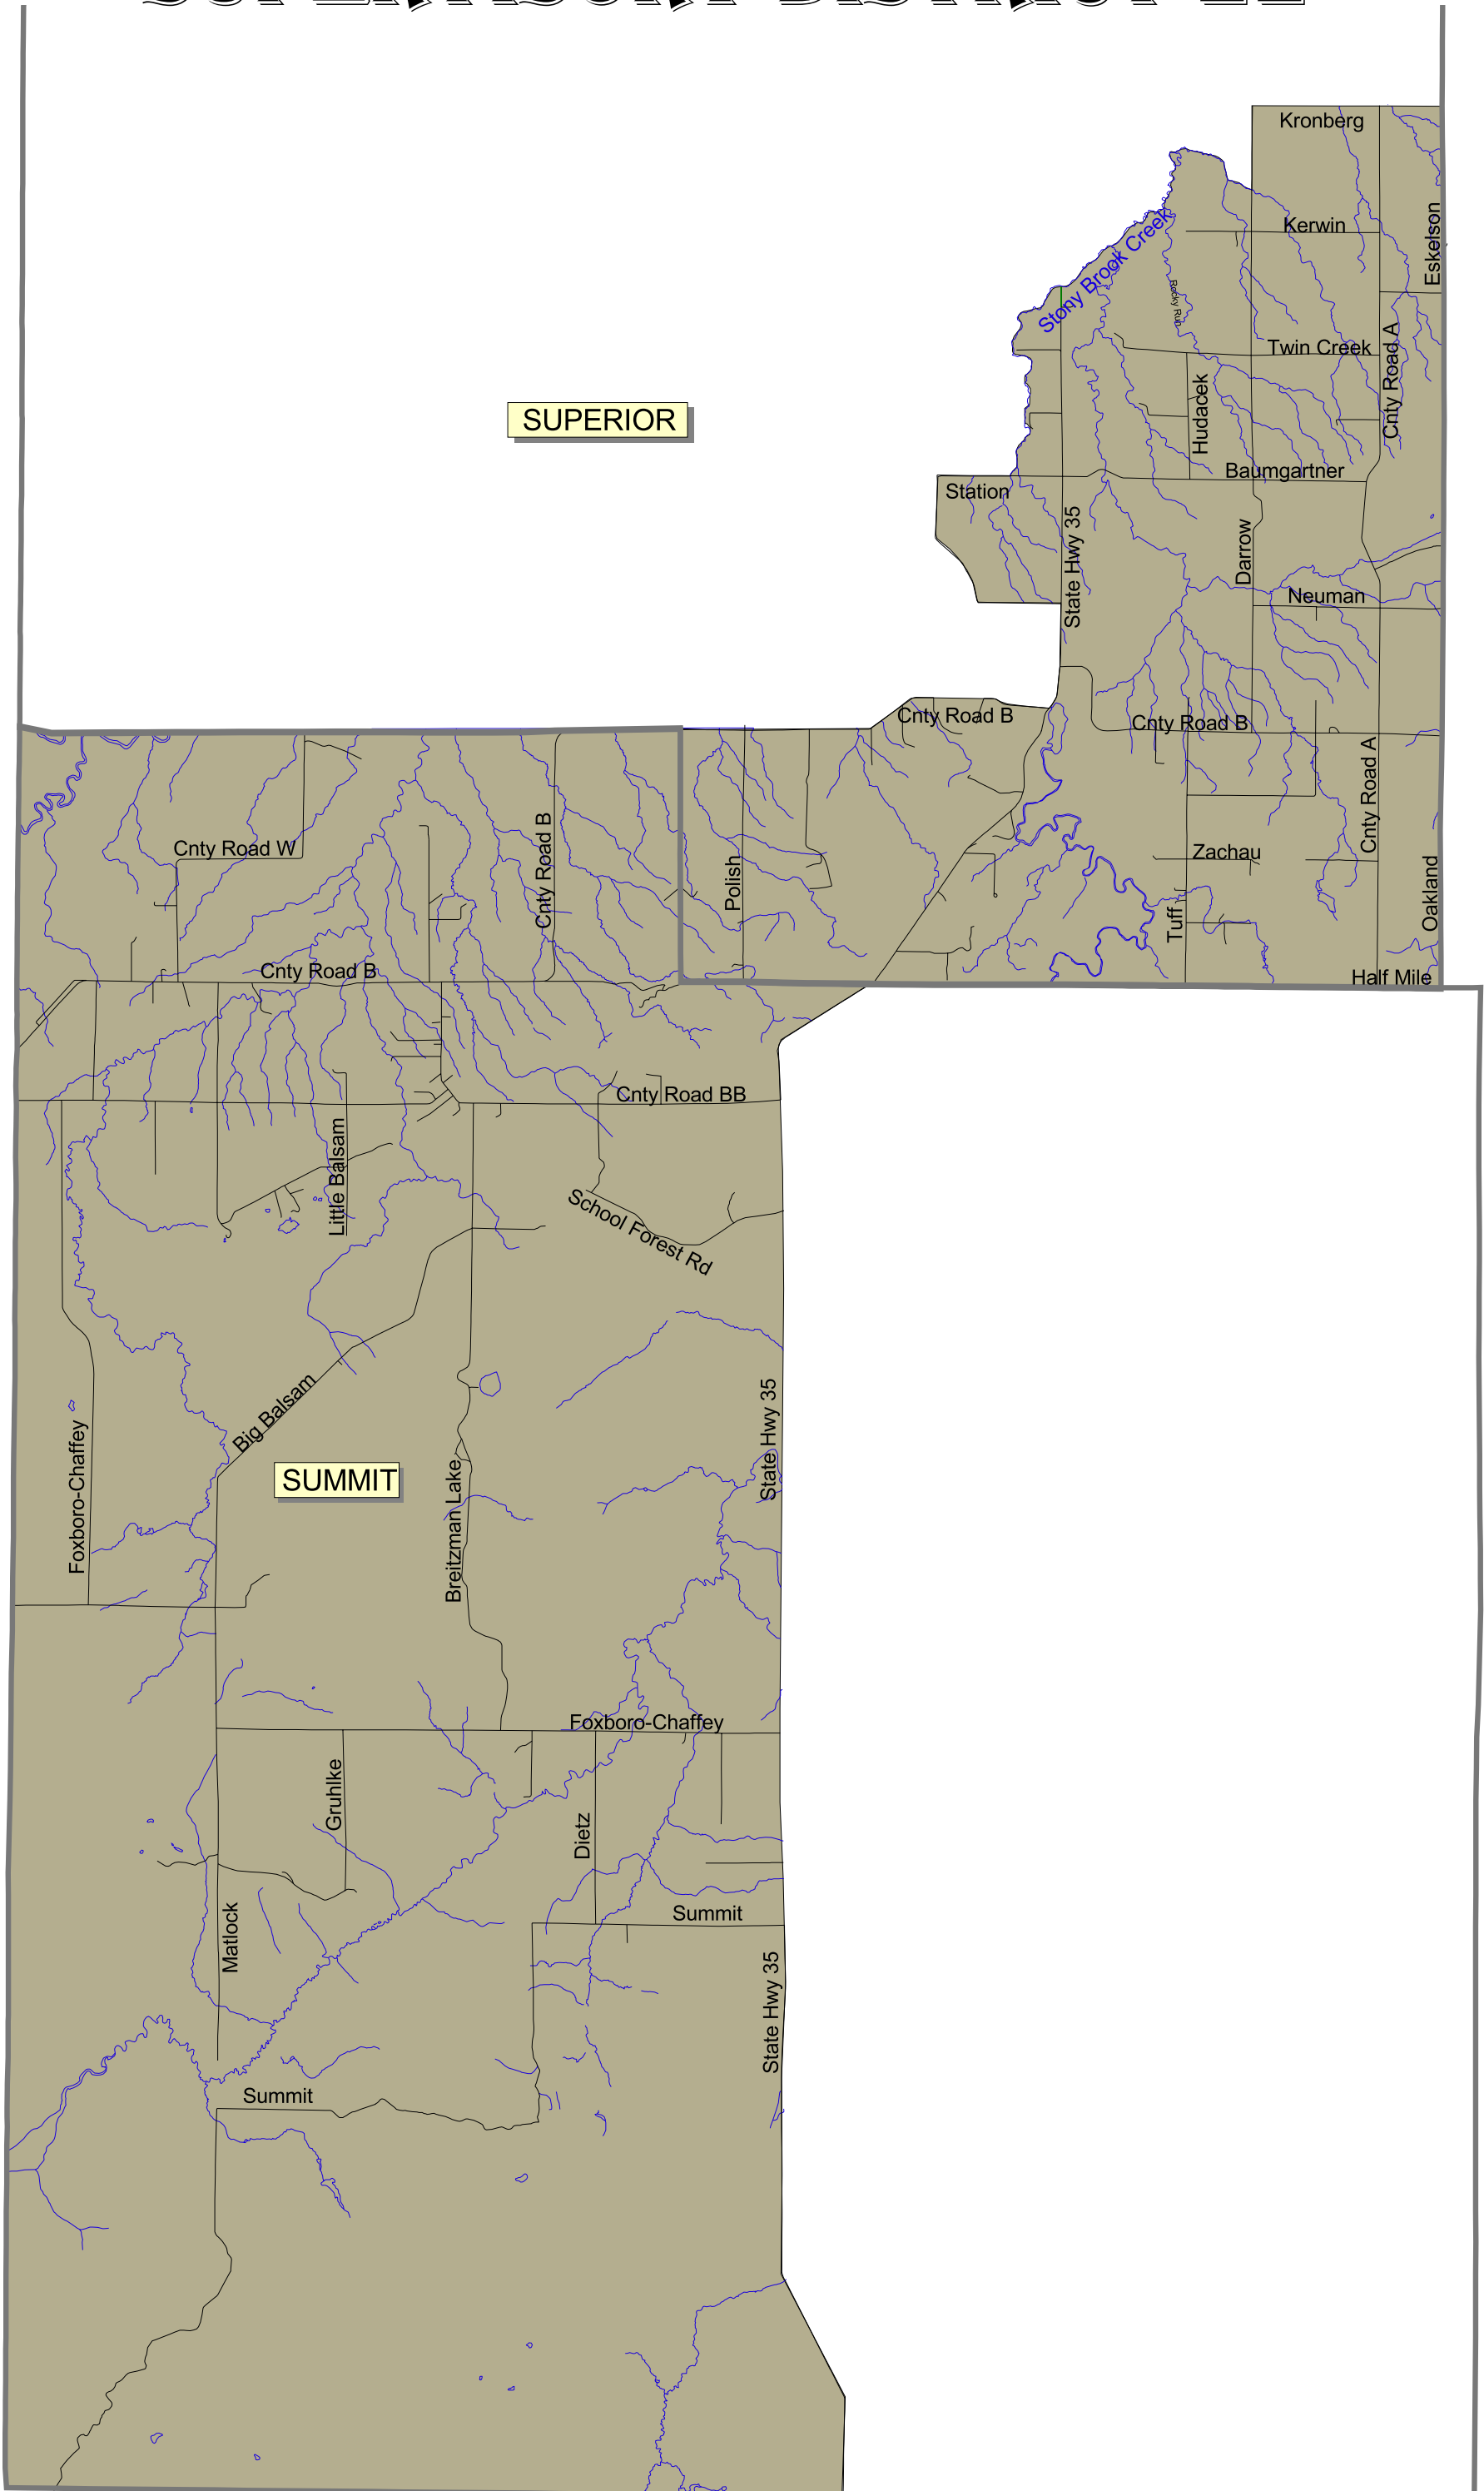 Kronberg
Kerwin
Eskelson
Stony Brook Creek
Rocky Run
Twin Creek
Cnty Road A
Hudacek
SUPERIOR
Baumgartner
Station
State Hwy 35
Darrow
Neuman
Cnty Road B
Cnty Road B
Cnty Road A
Cnty Road W
Cnty Road B
Polish
Zachau
Oakland
Tuff
Cnty Road B
Half Mile
Cnty Road BB
Little Balsam
School Forest Rd
Big Balsam
State Hwy 35
Foxboro-Chaffey
SUMMIT
Breitzman Lake
Foxboro-Chaffey
Gruhlke
Dietz
Matlock
Summit
State Hwy 35
Summit